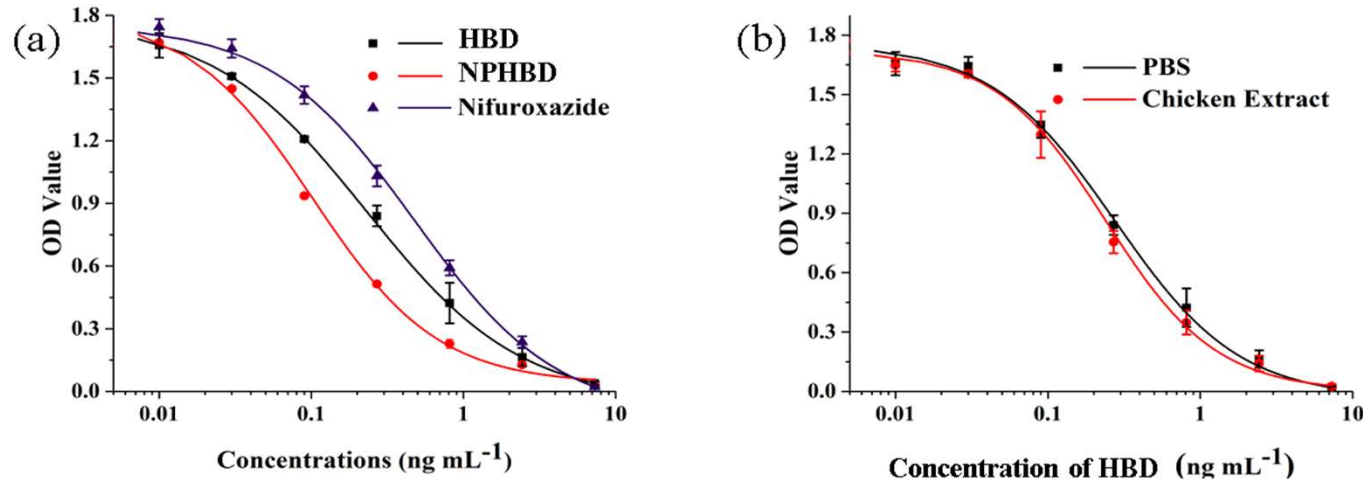 (a)
1.8
1.5
1.2
0.9
0.6
0.3
0.0
OD Value
HBD
NPHBD
Nifuroxazide
0.01
0.1
1
10
Concentrations (ng mL-1)
(b)
1.8
1.5
1.2
0.9
0.6
0.3
0.0
OD Value
PBS
Chicken Extract
0.01
0.1
1
10
Concentration of HBD (ng mL-1)